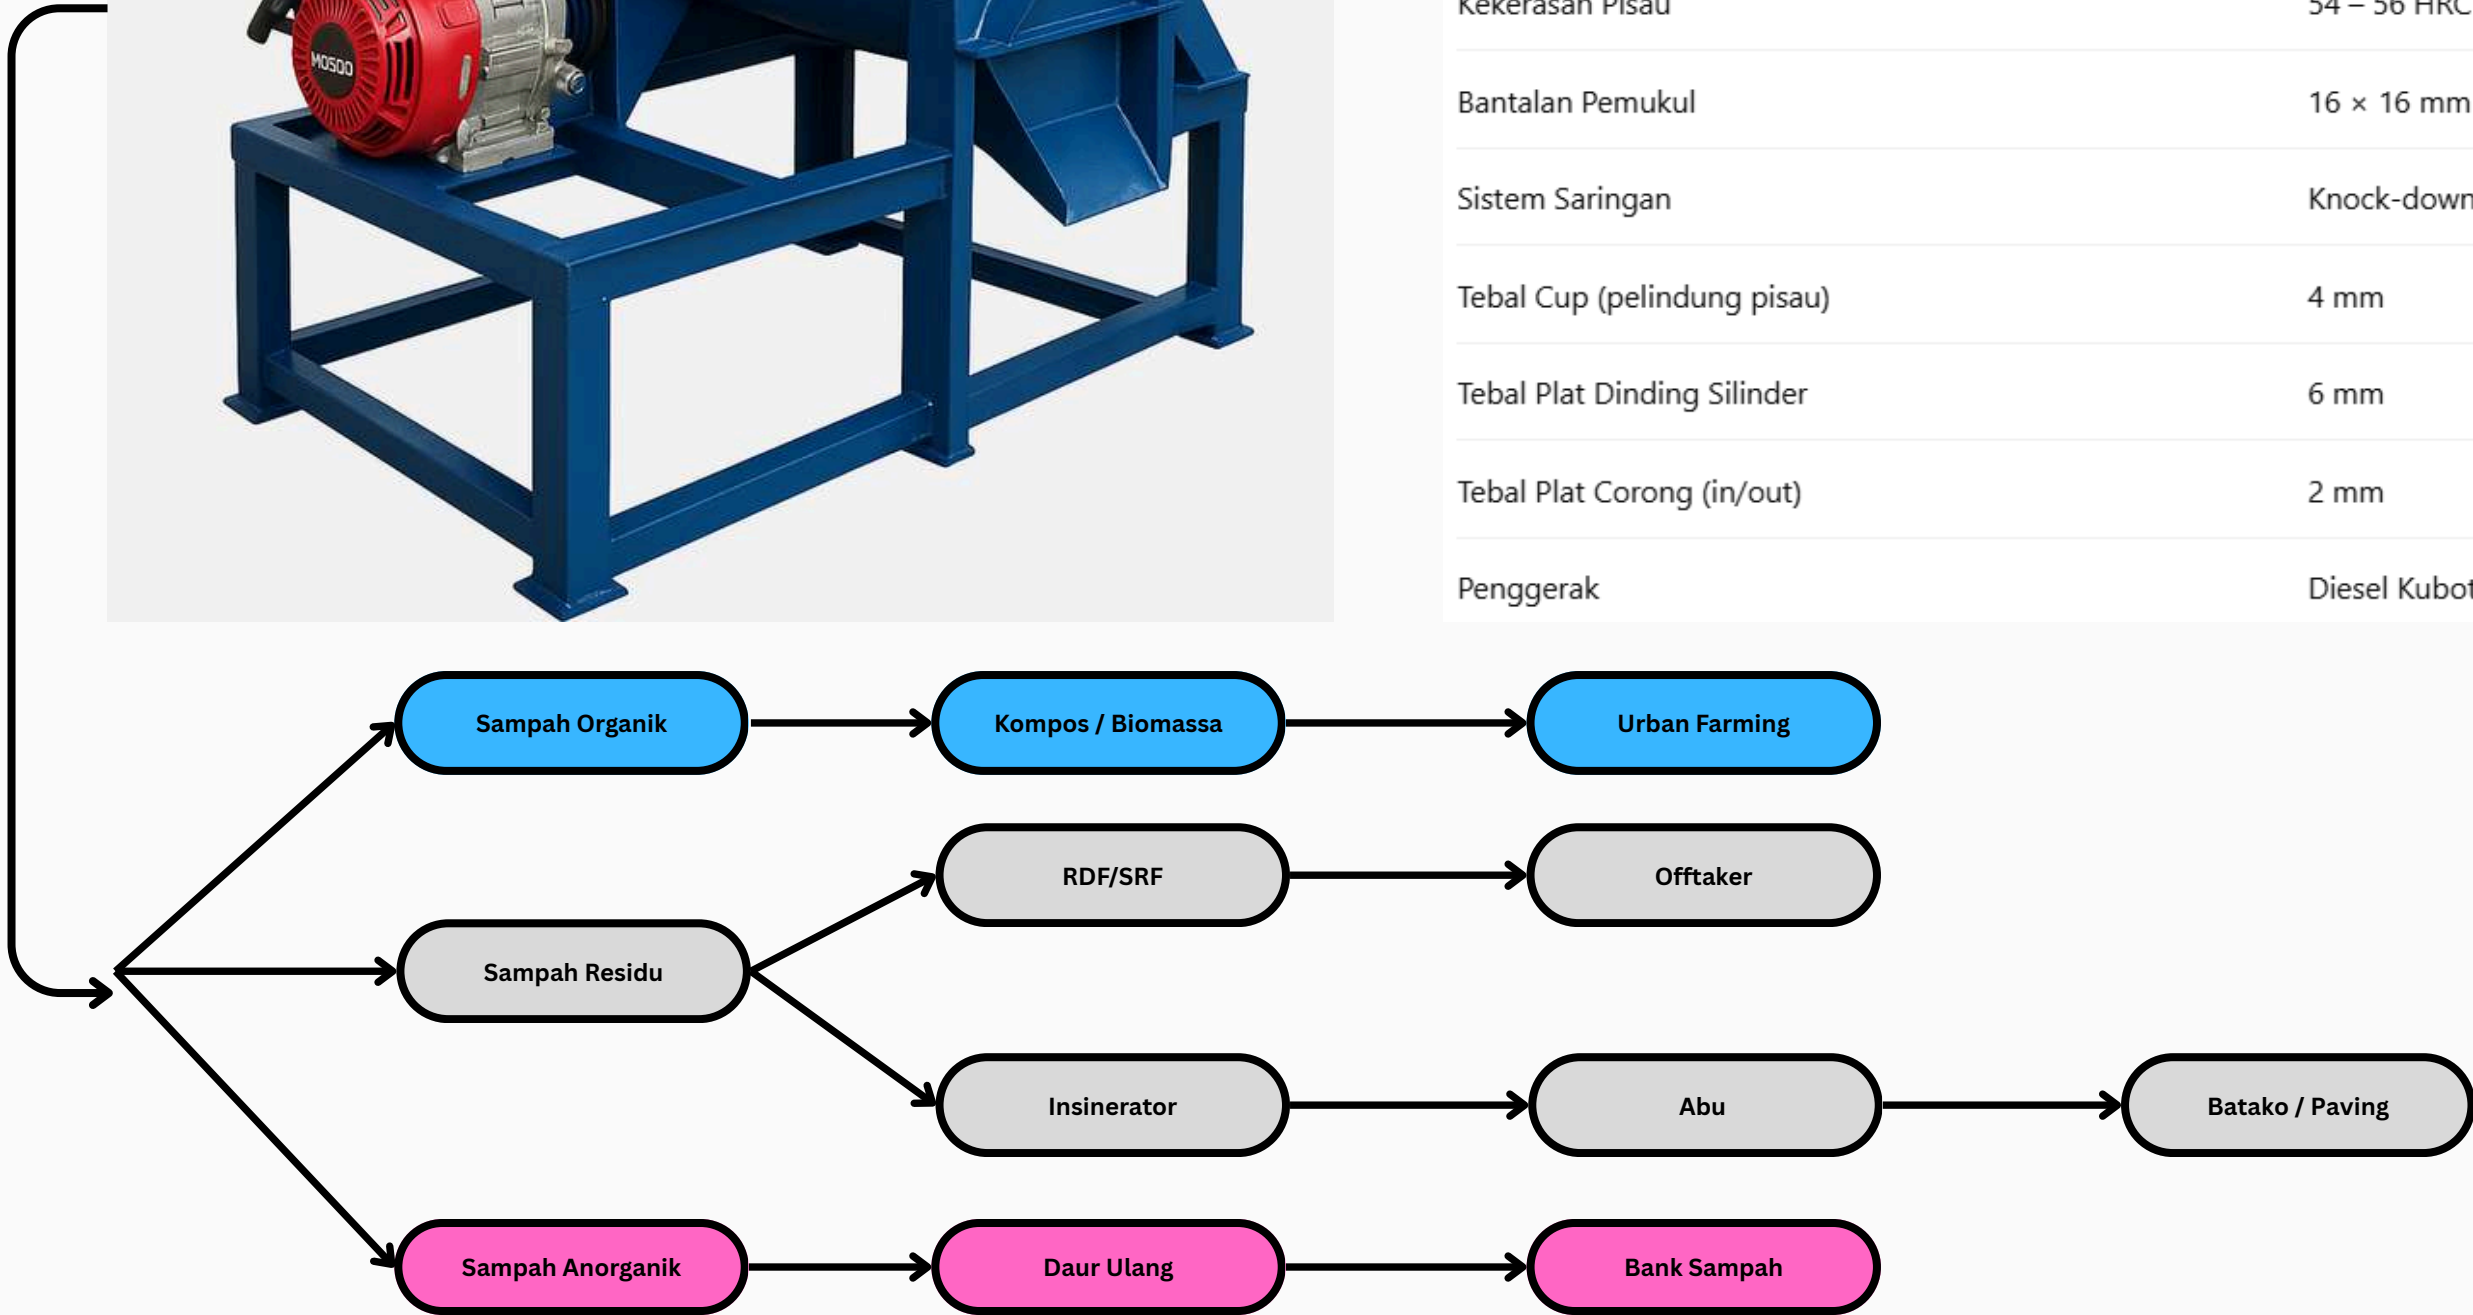 MOSOO
Kekerasan Pisau 54 – 56 HRC
Bantalan Pemukul 16 × 16 mm
Sistem Saringan Knock-down
Tebal Cup (pelindung pisau) 4 mm
Tebal Plat Dinding Silinder 6 mm
Tebal Plat Corong (in/out) 2 mm
Penggerak Diesel Kubot
Sampah Organik
Kompos / Biomassa
Urban Farming
RDF/SRF
Offtaker
Sampah Residu
Insinerator
Abu
Batako / Paving
Sampah Anorganik
Daur Ulang
Bank Sampah